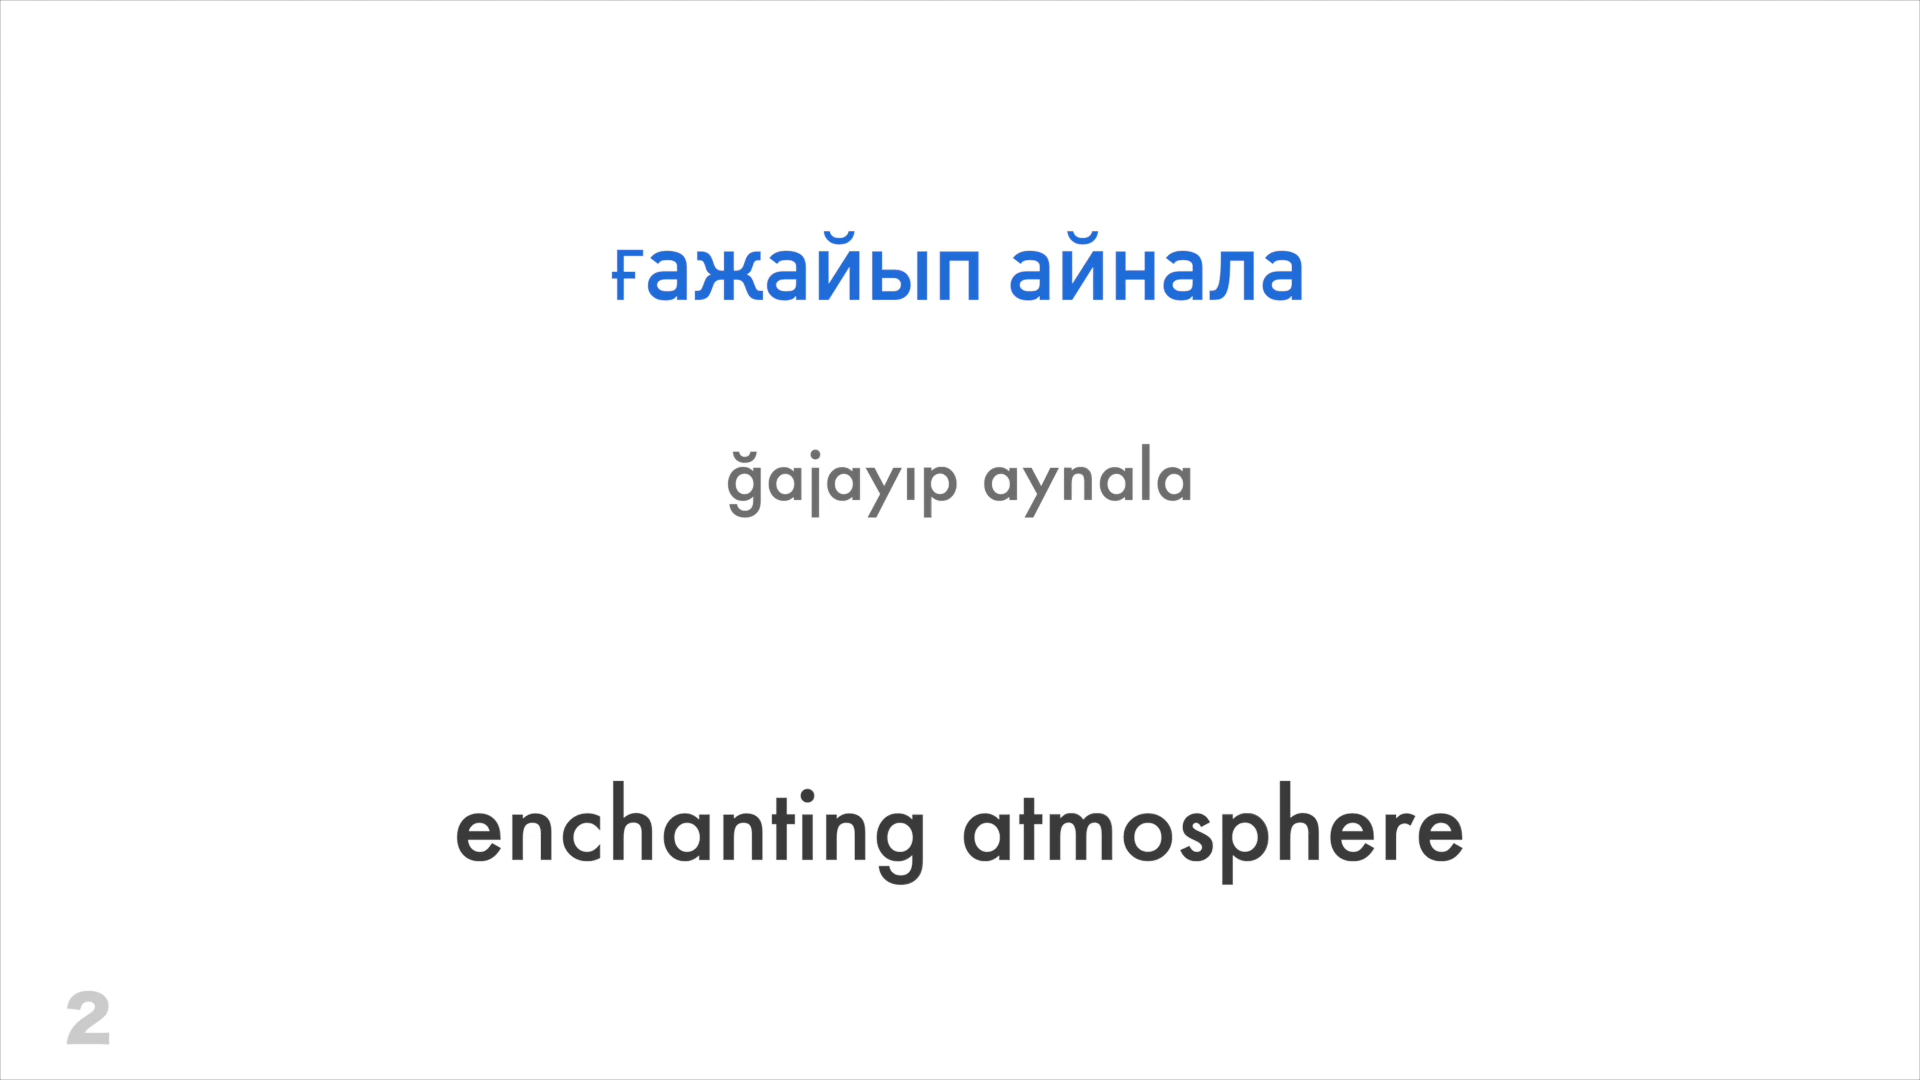 ғажайып айнала
ğajayıp aynala
enchanting atmosphere
2